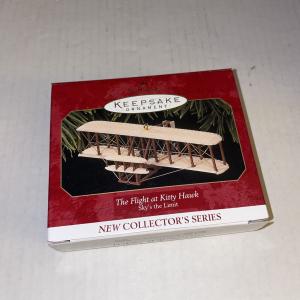 KEEPSAKE
ORNAMENT
The Flight at Kitty Hawk
Sky's the Limit
NEW COLLECTOR'S SERIES